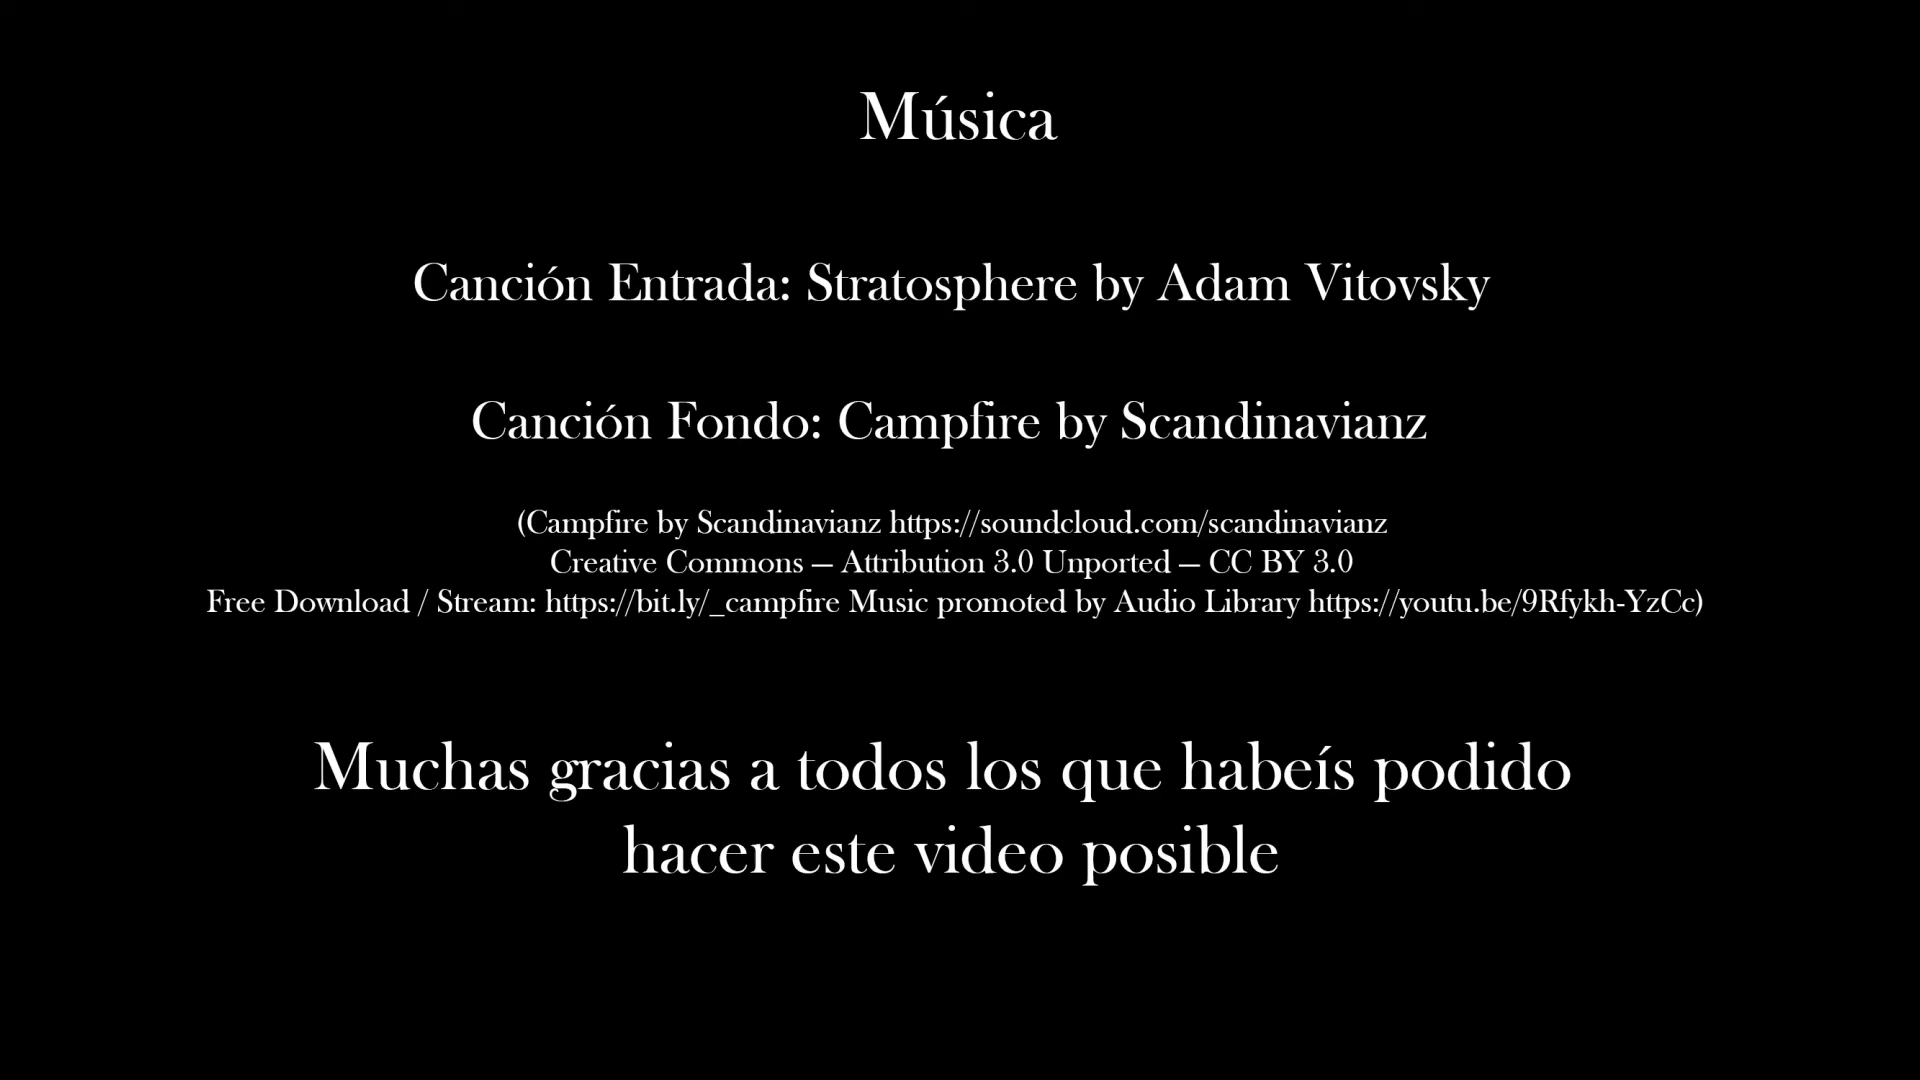 Música
Canción Entrada: Stratosphere by Adam Vitovsky
Canción Fondo: Campfire by Scandinavianz
(Campfire by Scandinavianz https://soundcloud.com/scandinavianz
Creative Commons – Attribution 3.0 Unported – CC BY 3.0
Free Download / Stream: https://bit.ly/_campfire Music promoted by Audio Library https://youtu.be/9Rfykh-YzCc)
Muchas gracias a todos los que habeís podido
hacer este video posible